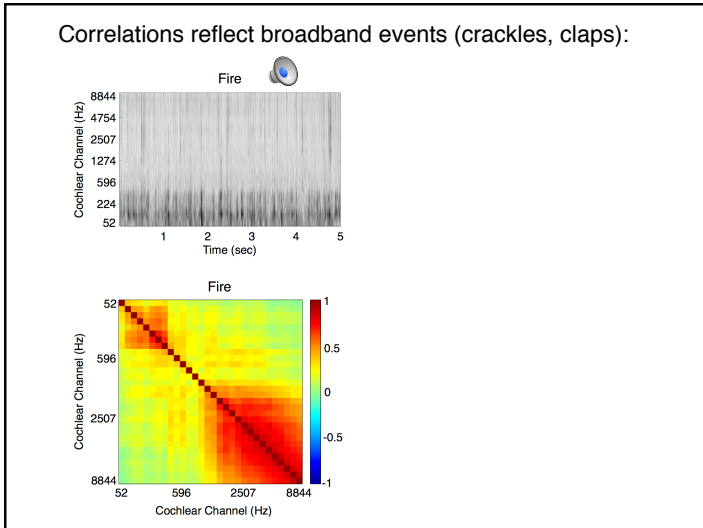 Correlations reflect broadband events (crackles, claps):
Fire
Cochlear Channel (Hz)
8844
4754
2507
1274
596
224
52
1 2 3 4 5
Time (sec)
Fire
Cochlear Channel (Hz)
52
596
2507
8844
52 596 2507 8844
Cochlear Channel (Hz)
1
0.5
0
-0.5
-1